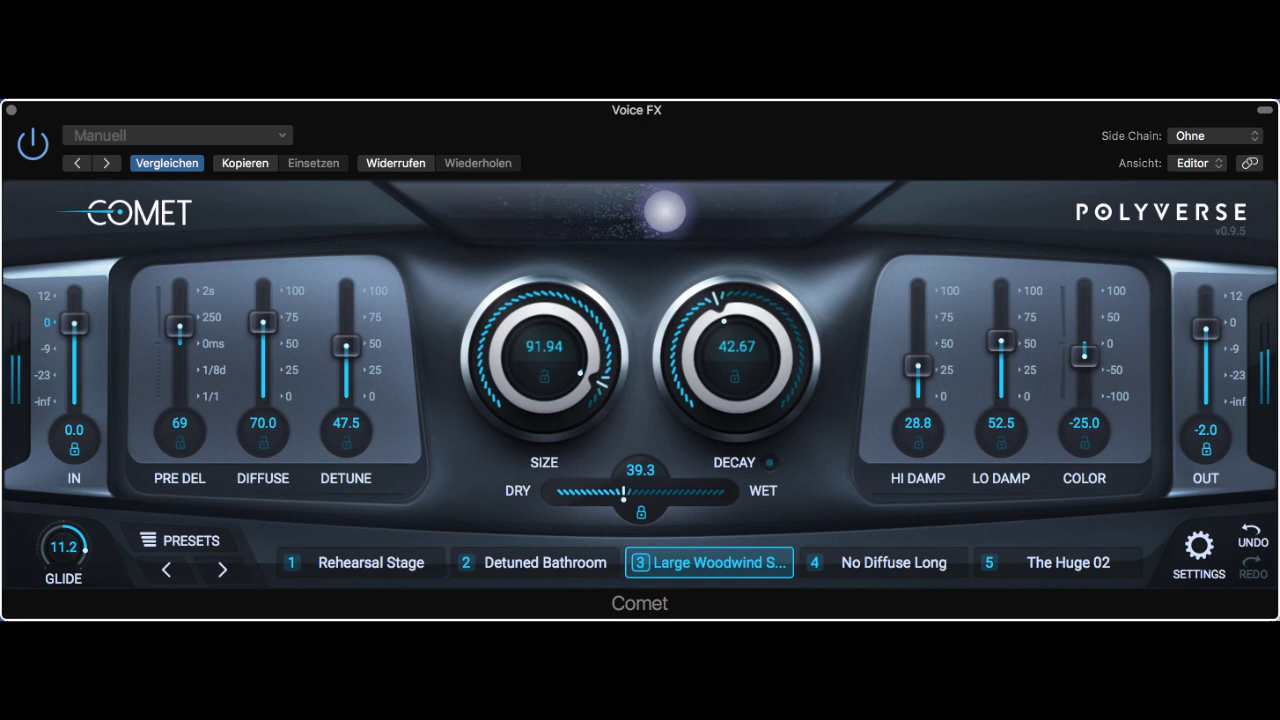 Voice FX
Manuell
Side Chain: Ohne
Vergleichen Kopieren Einsetzen Widerrufen Wiederholen
Ansicht: Editor
COMET
POLYVERSE
v0.9.5
12
0
-9
-23
-inf
0.0
IN
2s
250
0ms
1/8d
1/1
69
PRE DEL
100
75
50
25
0
70.0
DIFFUSE
100
75
50
25
0
47.5
DETUNE
91.94
SIZE
42.67
DECAY
39.3
DRY WET
100
75
50
25
0
28.8
HI DAMP
100
75
50
25
0
52.5
LO DAMP
100
50
0
-50
-100
-25.0
COLOR
12
0
-9
-23
-inf
-2.0
OUT
11.2
GLIDE
PRESETS
1 Rehearsal Stage
2 Detuned Bathroom
3 Large Woodwind S...
4 No Diffuse Long
5 The Huge 02
SETTINGS
UNDO
REDO
Comet